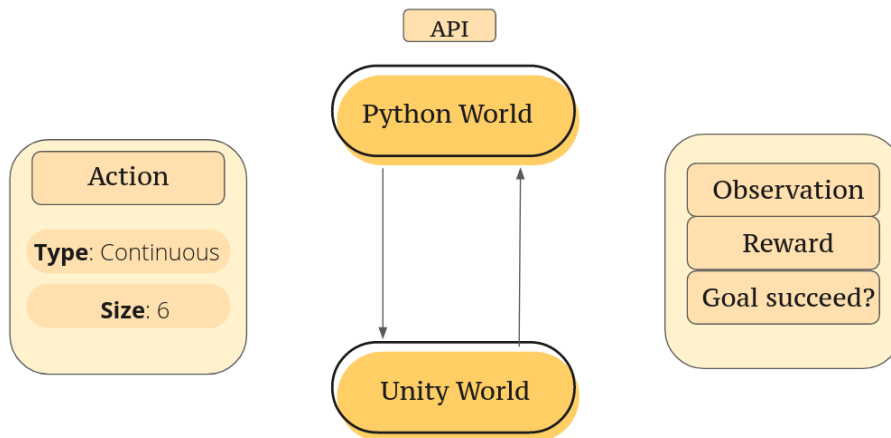 API
Python World
Action
Type: Continuous
Size: 6
Observation
Reward
Goal succeed?
Unity World